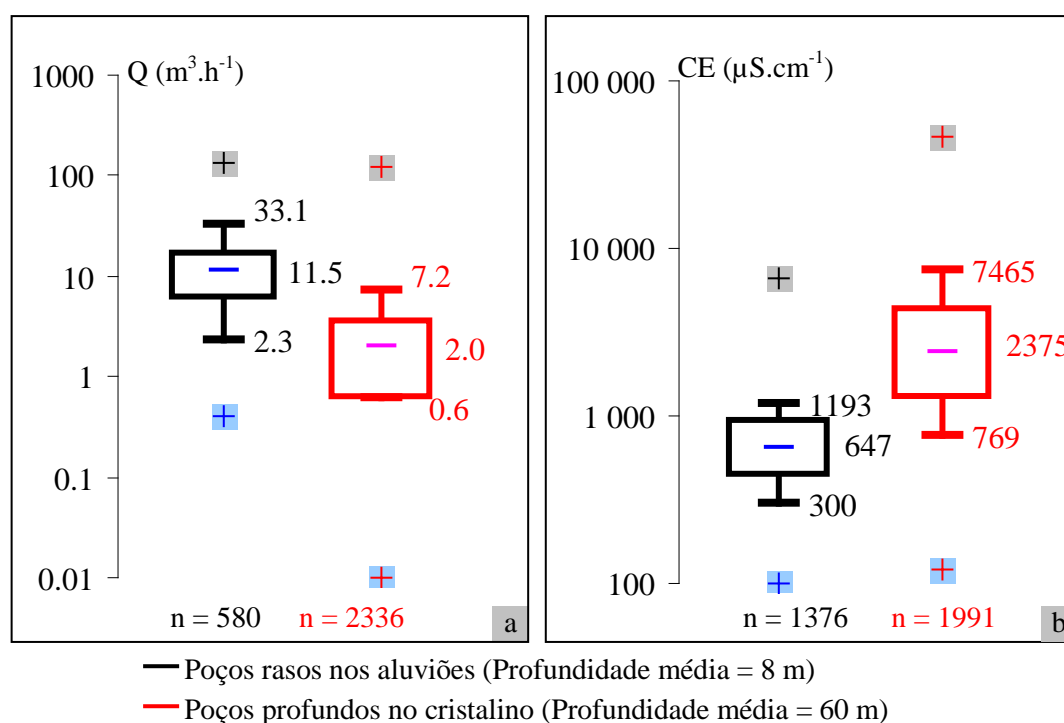 Q (m³.h⁻¹)
1000
100
10
1
0.1
0.01
33.1
11.5
2.3
7.2
2.0
0.6
n = 580
n = 2336
a
CE (µS.cm⁻¹)
100 000
10 000
1 000
100
1193
647
300
7465
2375
769
n = 1376
n = 1991
b
Poços rasos nos aluviões (Profundidade média = 8 m)
Poços profundos no cristalino (Profundidade média = 60 m)